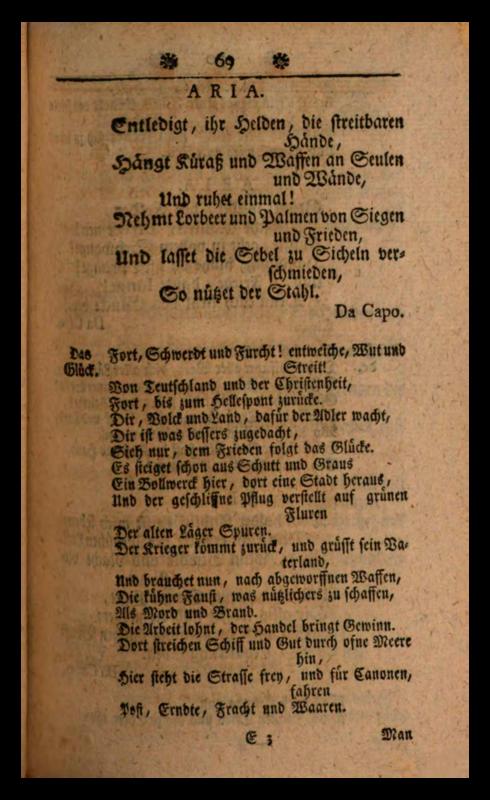 69
ARIA.
Entledigt, ihr Helden, die streitbaren
Hände,
Hängt Küraß und Waffen an Seulen
und Wände,
Und ruhet einmal!
Nehmt Lorbeer und Palmen von Siegen
und Frieden,
Und lasset die Sebel zu Sicheln ver-
schmieden,
So nützet der Stahl.
Da Capo.
Das Glück. Fort, Schwerdt und Furcht! entweiche, Wut und
Streit!
Von Teutschland und der Christenheit,
Fort, bis zum Hellespont zurücke.
Dir, Volck und Land, dafür der Adler wacht,
Dir ist was bessers zugedacht,
Sieh nur, dem Frieden folgt das Glücke.
Es steiget schon aus Schutt und Graus
Ein Bollwerck hier, dort eine Stadt heraus,
Und der geschliffne Pflug verstellt auf grünen
Fluren
Der alten Läger Spuren.
Der Krieger kömmt zurück, und grüsst sein Va-
terland,
Und brauchet nun, nach abgeworffnen Waffen,
Die kühne Faust, was nützlichers zu schaffen,
Als Mord und Brand.
Die Arbeit lohnt, der Handel bringt Gewinn.
Dort streichen Schiff und Gut durch ofne Meere
hin,
Hier steht die Strasse frey, und für Canonen,
fahren
Post, Erndte, Fracht und Waaren.
E 3
Man